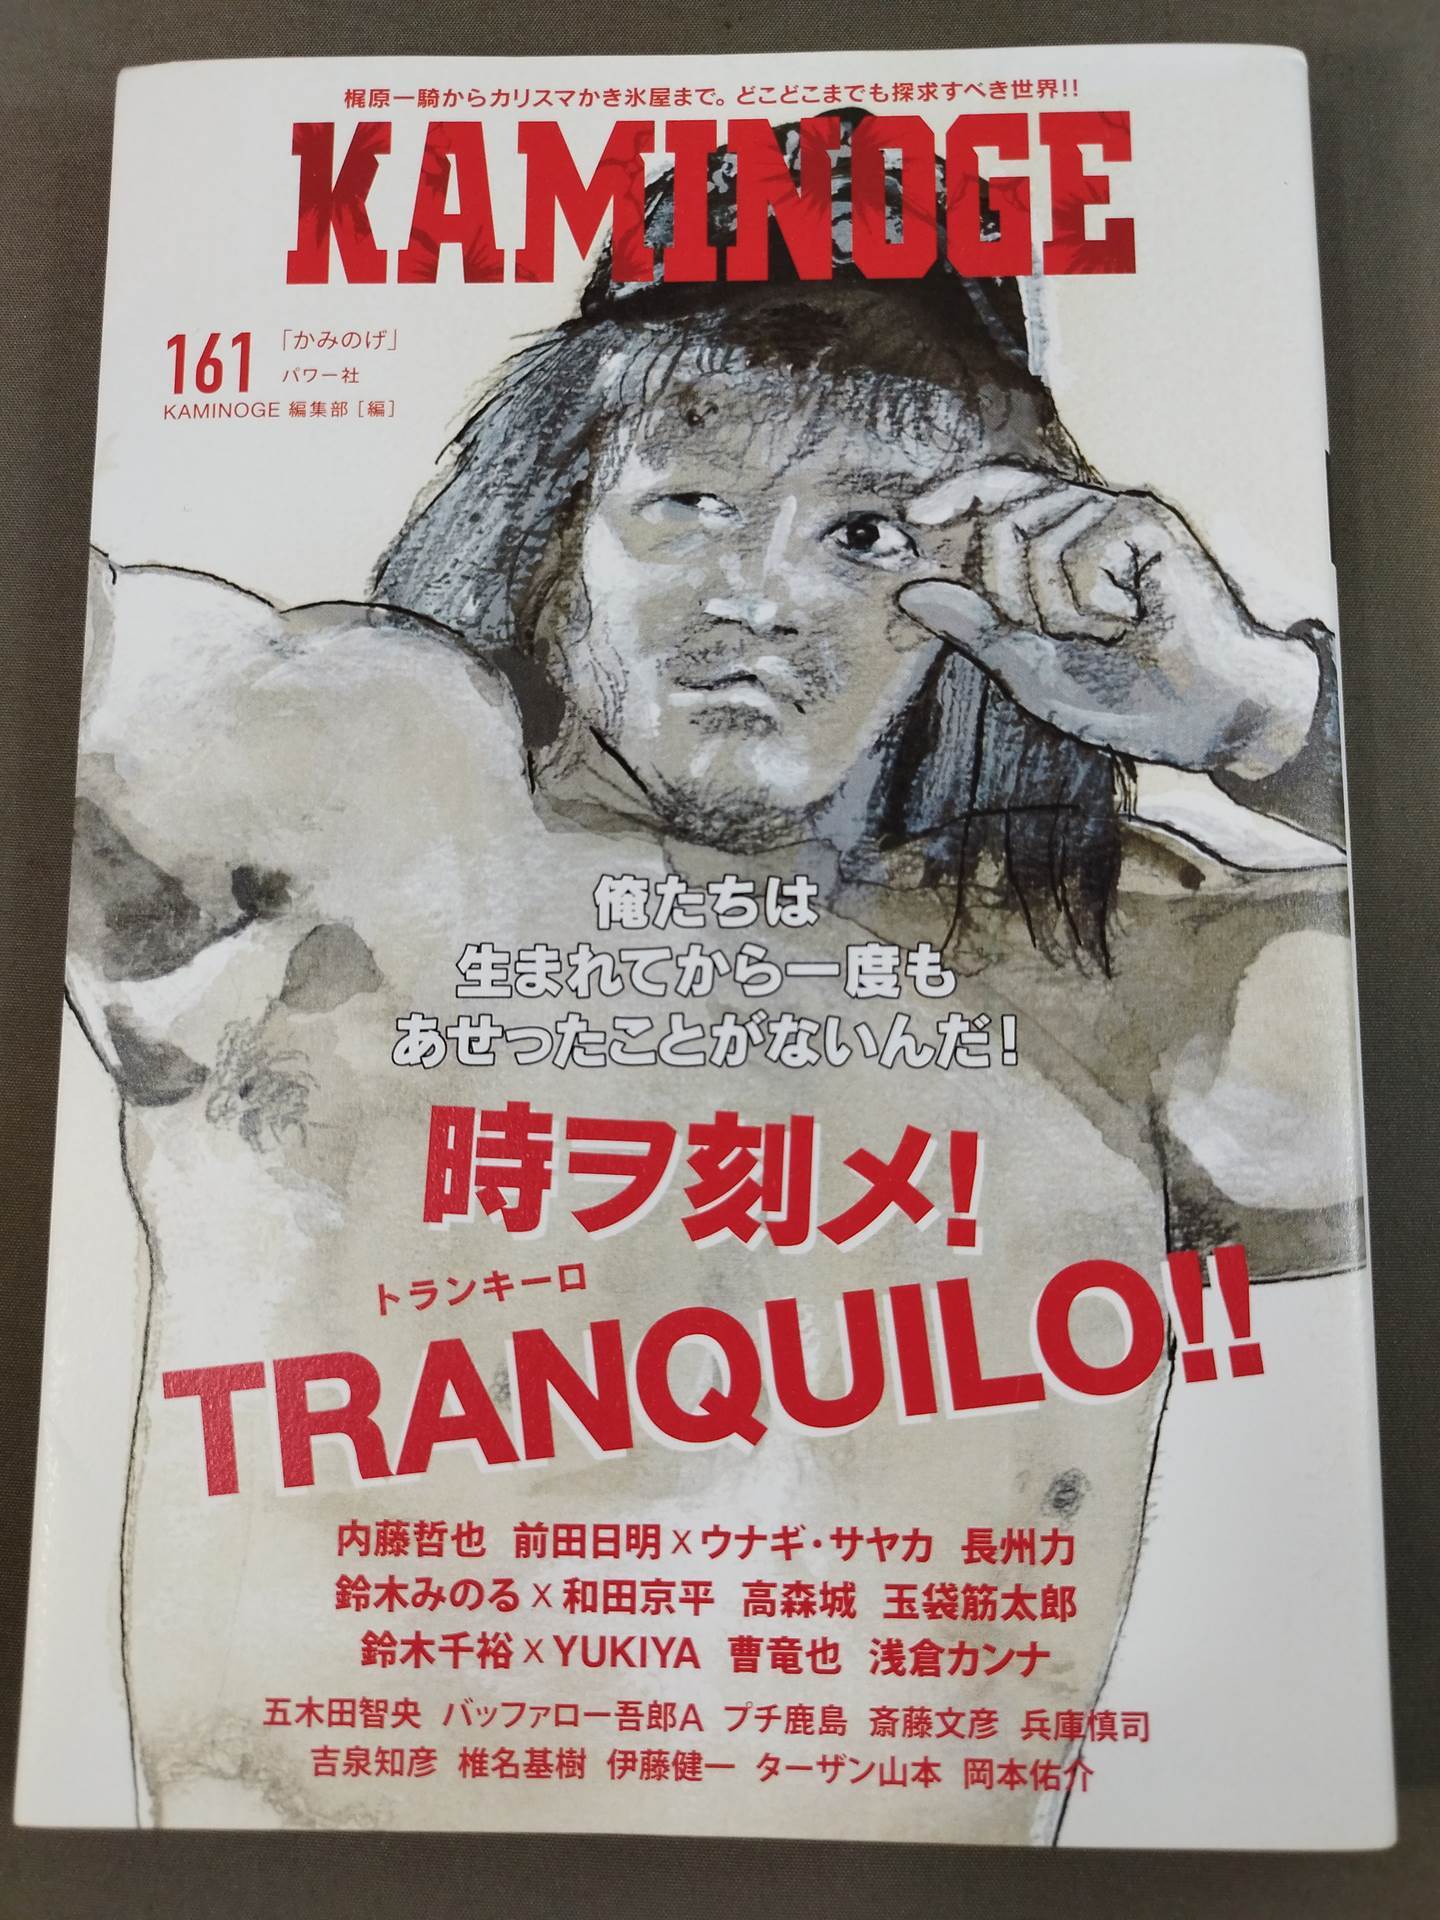 梶原一騎からカリスマかき氷屋まで。どこどこまでも探求すべき世界!!
KAMINOGE
161
「かみのげ」
パワー社
KAMINOGE 編集部［編］
俺たちは
生まれてから一度も
あせったことがないんだ!
時ヲ刻メ!
トランキーロ
TRANQUILO!!
内藤哲也 前田日明×ウナギ・サヤカ 長州力
鈴木みのる×和田京平 高森城 玉袋筋太郎
鈴木千裕×YUKIYA 曹竜也 浅倉カンナ
五木田智央 バッファロー吾郎A プチ鹿島 斎藤文彦 兵庫慎司
吉泉知彦 椎名基樹 伊藤健一 ターザン山本 岡本佑介